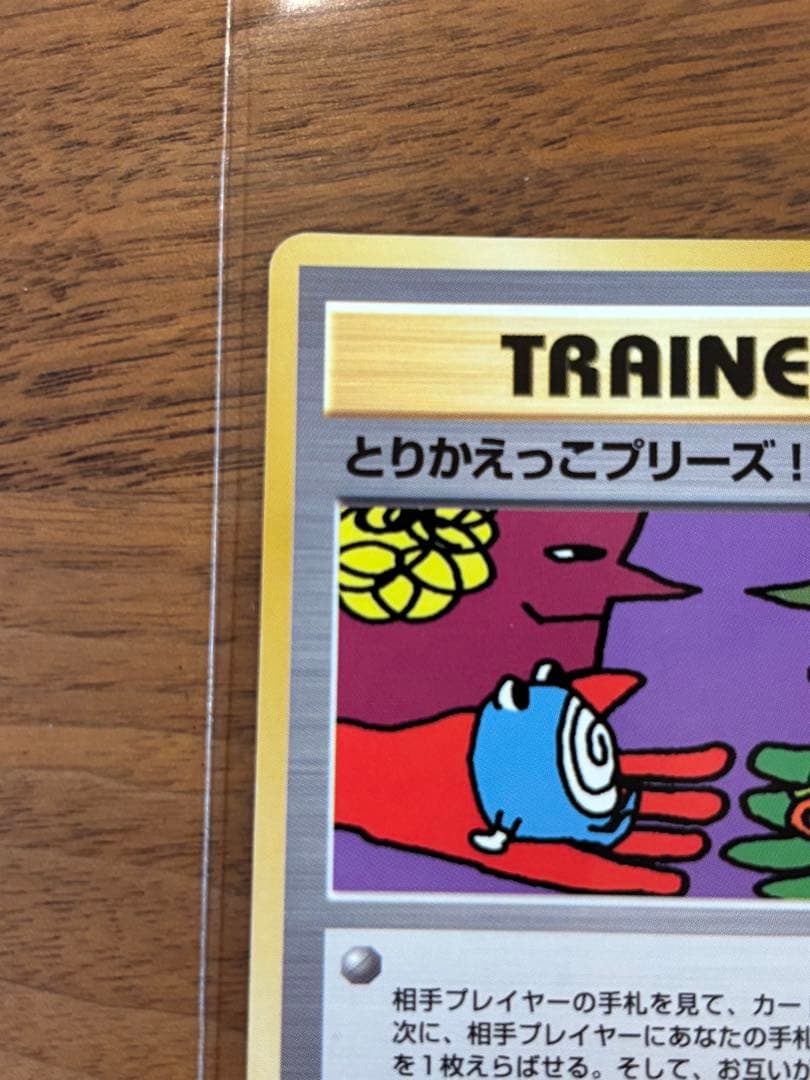 TRAINE
とりかえっこプリーズ！
相手プレイヤーの手札を見て、カー
次に、相手プレイヤーにあなたの手札
を1枚えらばせる。そして、お互いが